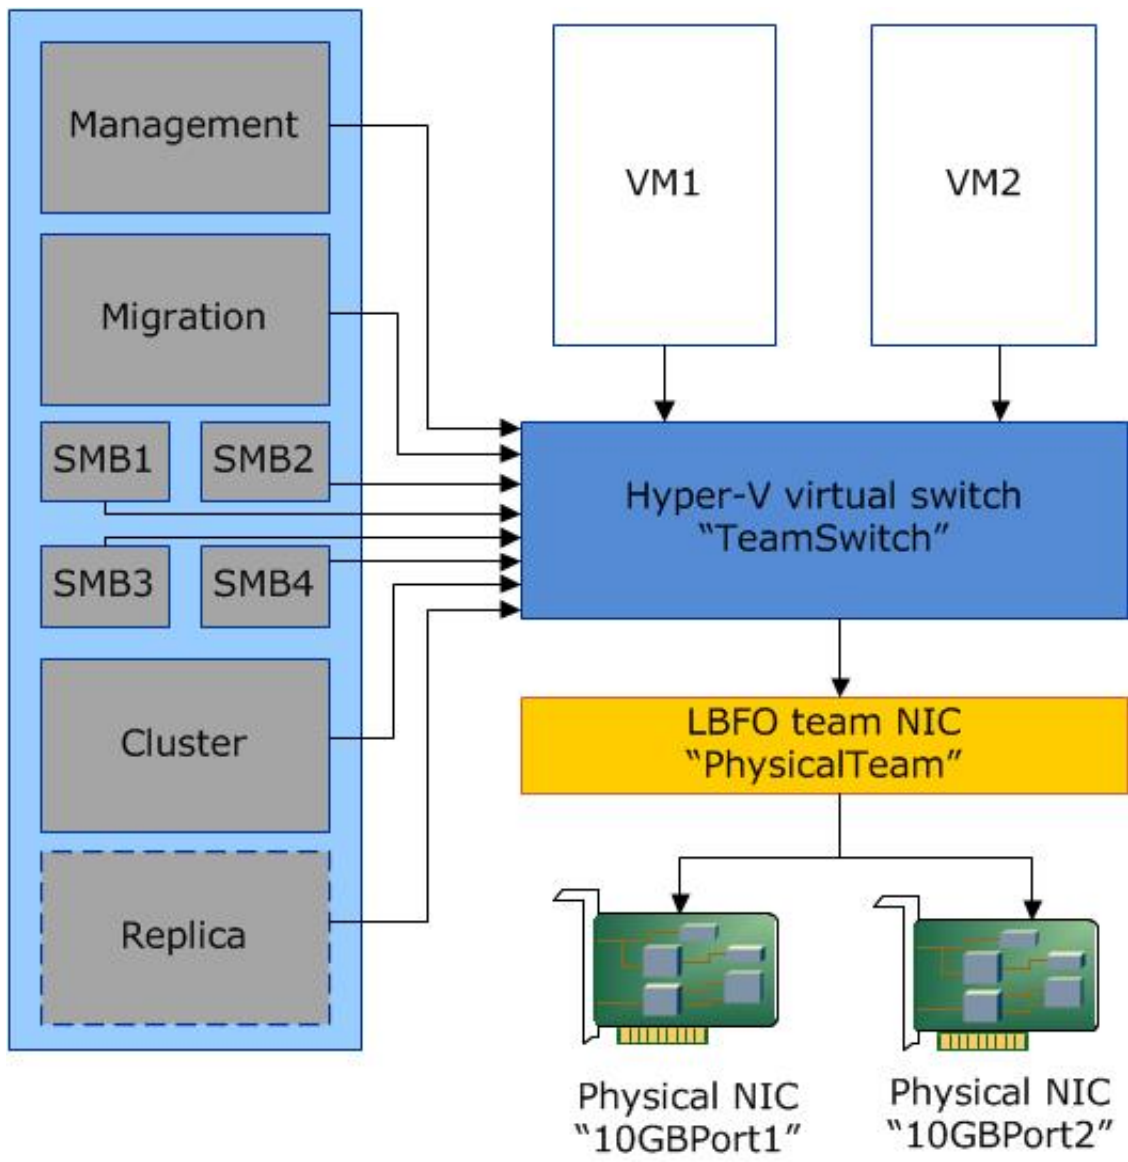 Management
VM1
VM2
Migration
SMB1
SMB2
Hyper-V virtual switch
“TeamSwitch”
SMB3
SMB4
LBFO team NIC
“PhysicalTeam”
Cluster
Replica
Physical NIC
“10GBPort1”
Physical NIC
“10GBPort2”